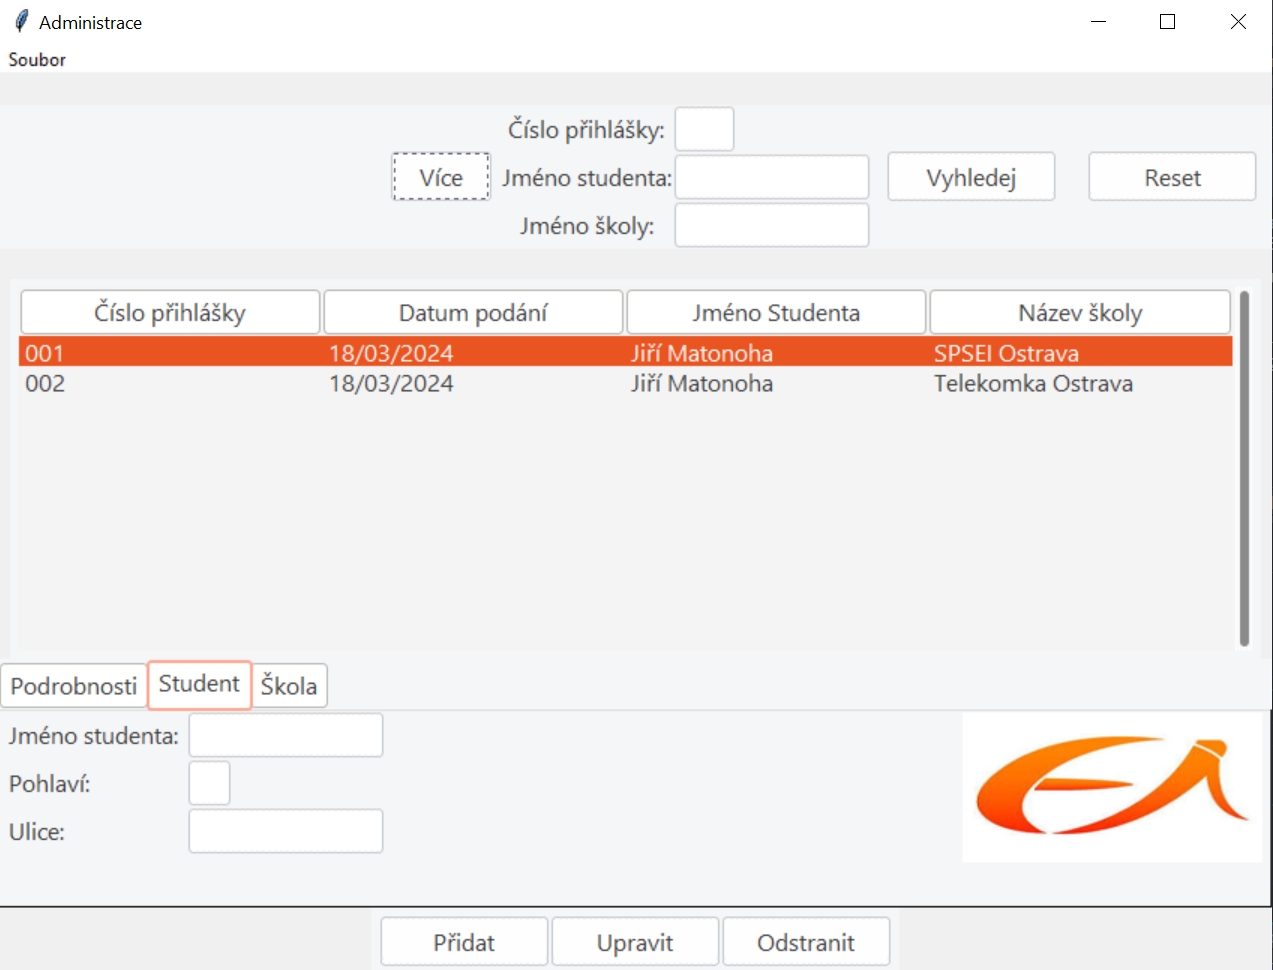 Administrace
Soubor
Číslo přihlášky:
Více Jméno studenta: Vyhledej Reset
Jméno školy:
Číslo přihlášky Datum podání Jméno Studenta Název školy
001 18/03/2024 Jiří Matonoha SPSEI Ostrava
002 18/03/2024 Jiří Matonoha Telekomka Ostrava
Podrobnosti Student Škola
Jméno studenta:
Pohlaví:
Ulice:
Přidat Upravit Odstranit